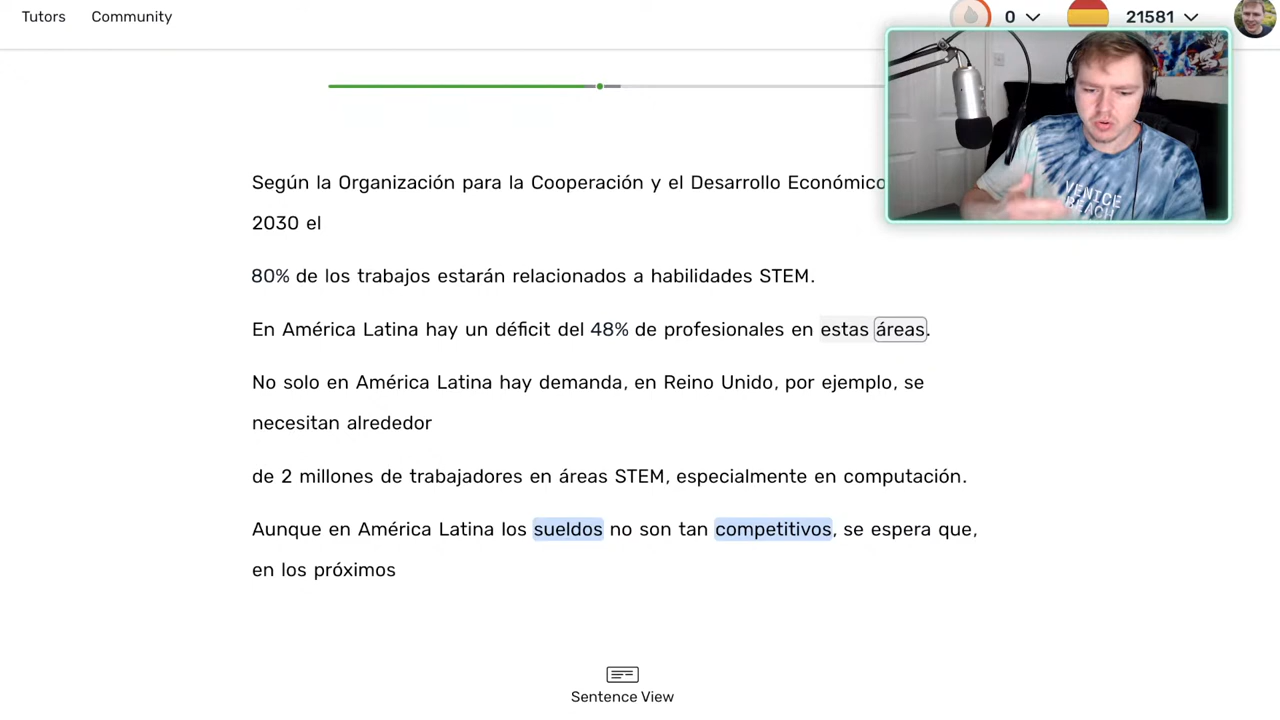 Tutors Community 0 21581
Según la Organización para la Cooperación y el Desarrollo Económico
2030 el
80% de los trabajos estarán relacionados a habilidades STEM.
En América Latina hay un déficit del 48% de profesionales en estas áreas.
No solo en América Latina hay demanda, en Reino Unido, por ejemplo, se
necesitan alrededor
de 2 millones de trabajadores en áreas STEM, especialmente en computación.
Aunque en América Latina los sueldos no son tan competitivos, se espera que,
en los próximos
Sentence View
VENICE
BEACH